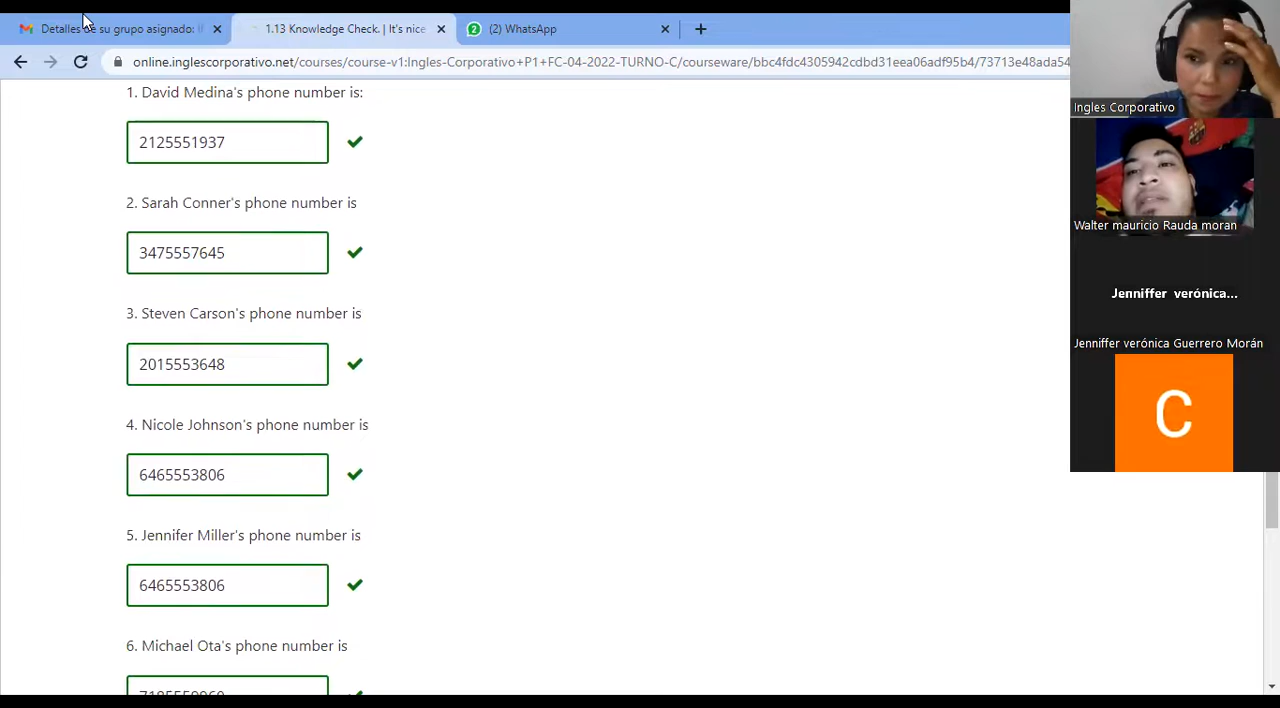 Detalles de su grupo asignado: I
1.13 Knowledge Check. | It's nice
2
(2) WhatsApp
online.inglescorporativo.net/courses/course-v1:Ingles-Corporativo+P1+FC-04-2022-TURNO-C/courseware/bbc4fdc4305942cdbd31eea06adf95b4/73713e48ada54
1. David Medina's phone number is:
2125551937
2. Sarah Conner's phone number is
3475557645
3. Steven Carson's phone number is
2015553648
4. Nicole Johnson's phone number is
6465553806
5. Jennifer Miller's phone number is
6465553806
6. Michael Ota's phone number is
Ingles Corporativo
Walter mauricio Rauda moran
Jenniffer verónica...
Jenniffer verónica Guerrero Morán
C